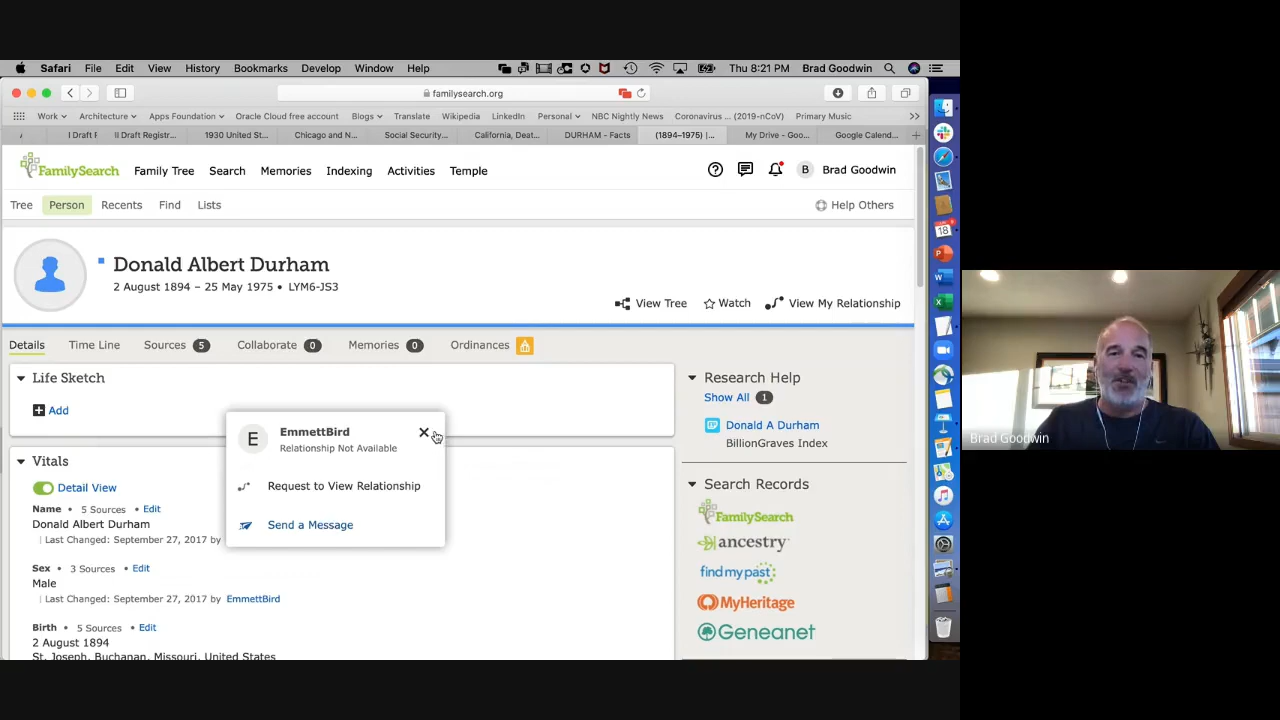 Safari File Edit View History Bookmarks Develop Window Help Thu 8:21 PM Brad Goodwin
familysearch.org
Work Architecture Apps Foundation Oracle Cloud free account Blogs Translate Wikipedia LinkedIn Personal NBC Nightly News Coronavirus ... (2019-nCoV) Primary Music
I Draft F II Draft Registr... 1930 United St... Chicago and N... Social Security... California, Deat... DURHAM - Facts (1894–1975) |... My Drive - Goo... Google Calend...
FamilySearch Family Tree Search Memories Indexing Activities Temple B Brad Goodwin
Tree Person Recents Find Lists Help Others
Donald Albert Durham
2 August 1894 – 25 May 1975 • LYM6-JS3
View Tree Watch View My Relationship
Details Time Line Sources 5 Collaborate 0 Memories 0 Ordinances
Life Sketch
Add
E EmmettBird
Relationship Not Available
Request to View Relationship
Send a Message
Vitals
Detail View
Name • 5 Sources • Edit
Donald Albert Durham
Last Changed: September 27, 2017 by
Sex • 3 Sources • Edit
Male
Last Changed: September 27, 2017 by EmmettBird
Birth • 5 Sources • Edit
2 August 1894
St. Joseph, Buchanan, Missouri, United States
Research Help
Show All 1
Donald A Durham
BillionGraves Index
Search Records
FamilySearch
ancestry
findmypast
MyHeritage
Geneanet
18
Brad Goodwin